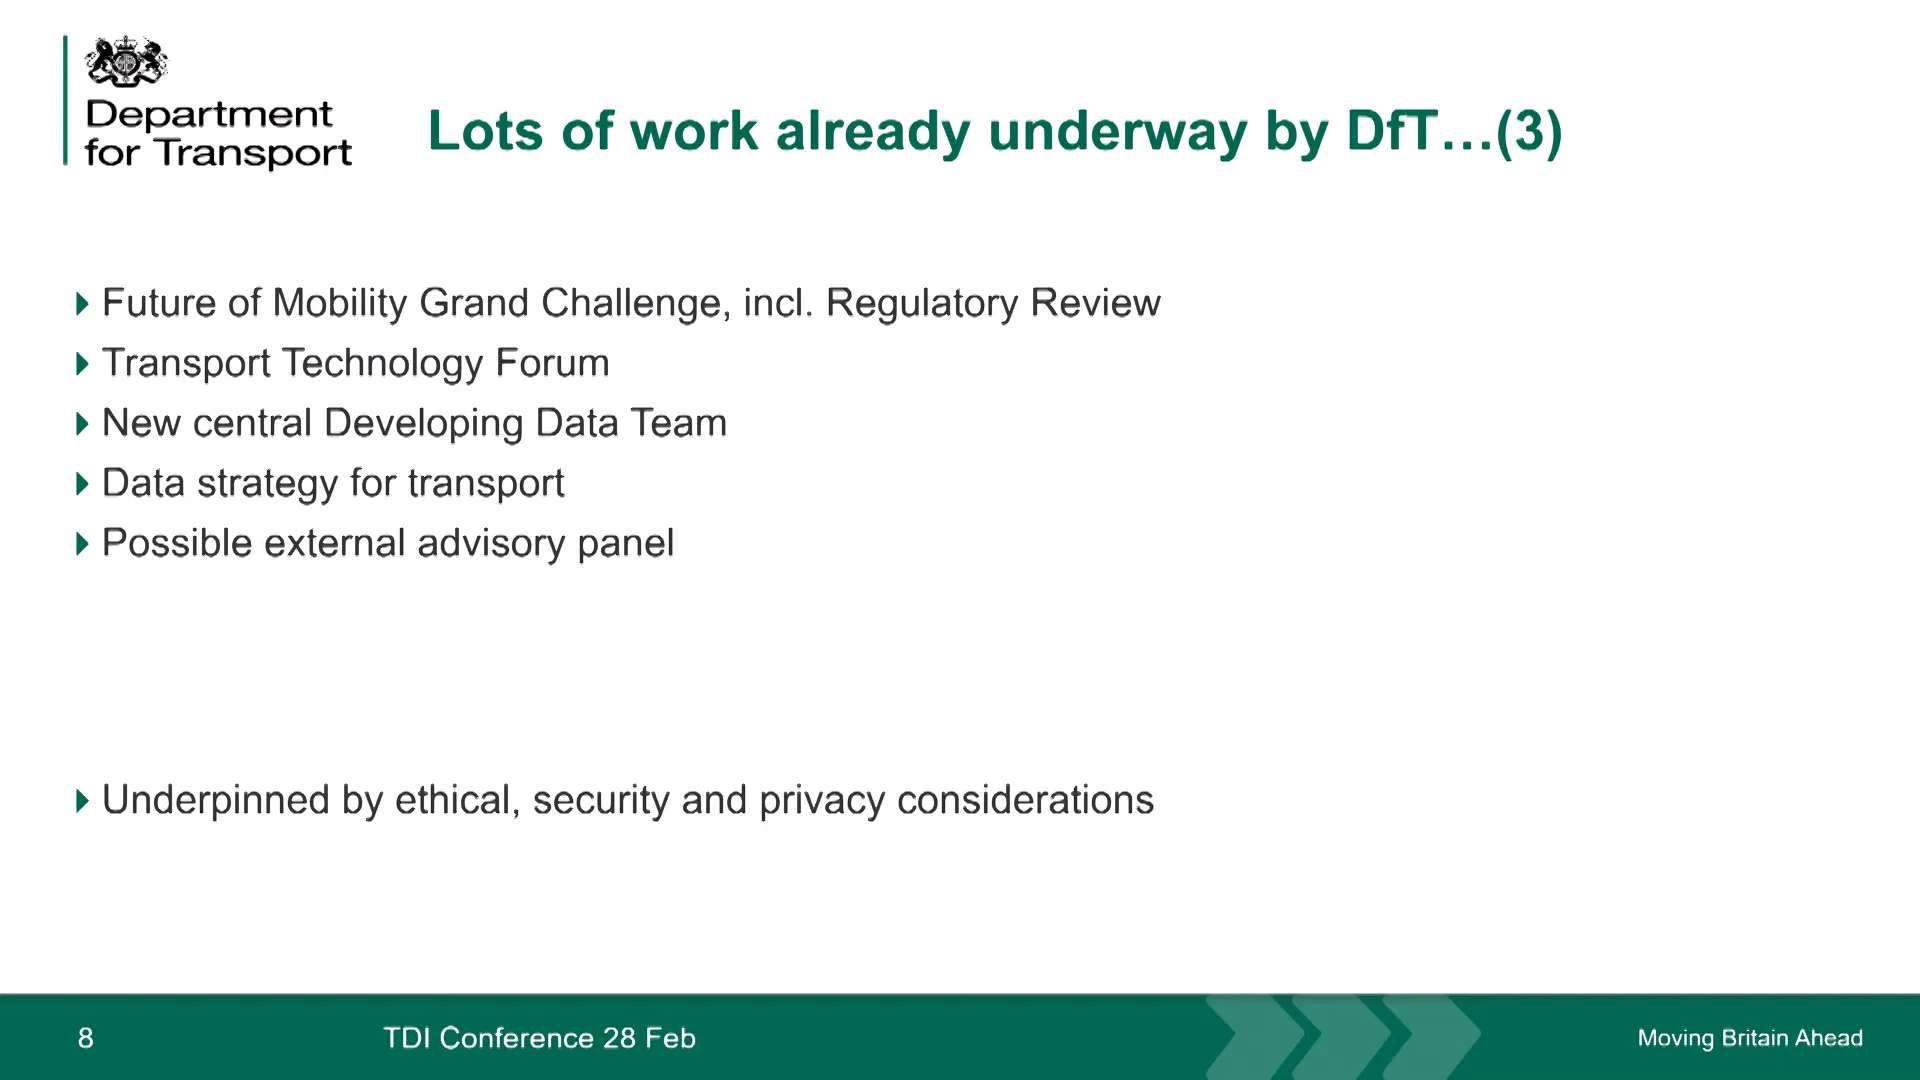 Department
for Transport
Lots of work already underway by DfT…(3)
Future of Mobility Grand Challenge, incl. Regulatory Review
Transport Technology Forum
New central Developing Data Team
Data strategy for transport
Possible external advisory panel
Underpinned by ethical, security and privacy considerations
8
TDI Conference 28 Feb
Moving Britain Ahead